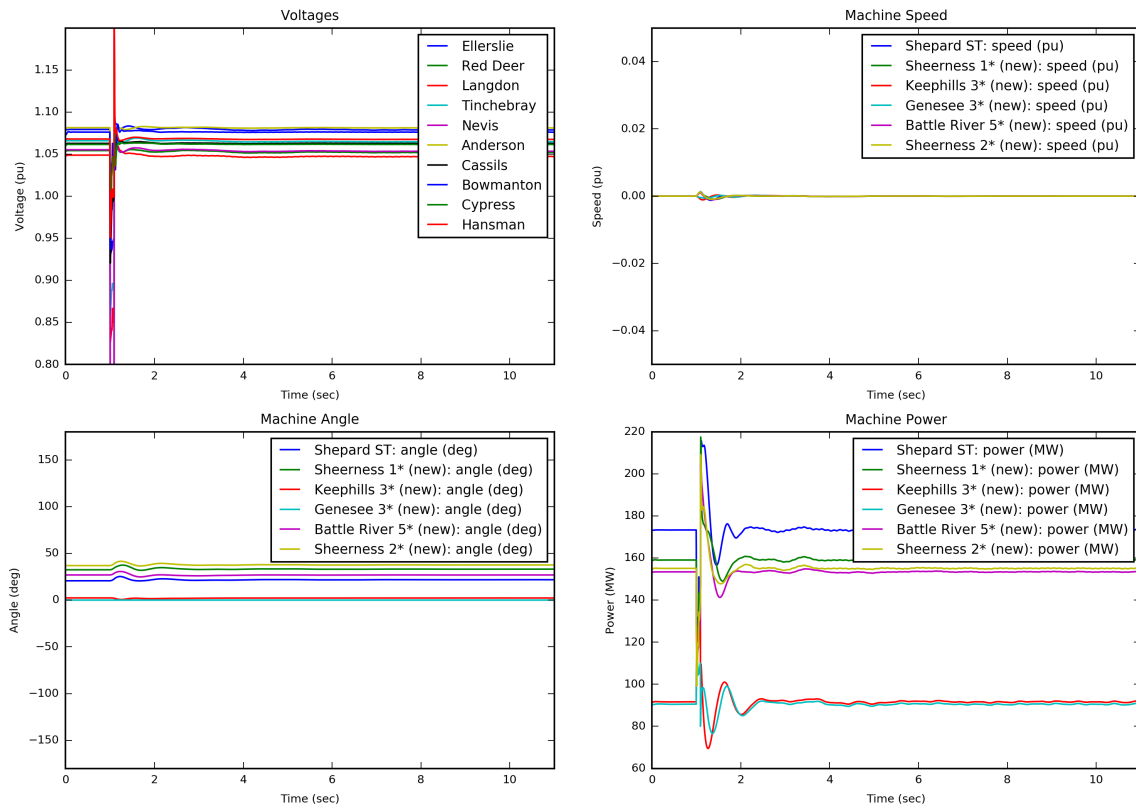 Voltages
Voltage (pu)
1.15
1.10
1.05
1.00
0.95
0.90
0.85
0.80
0
2
4
6
8
10
Time (sec)
Ellerslie
Red Deer
Langdon
Tinchebray
Nevis
Anderson
Cassils
Bowmanton
Cypress
Hansman
Machine Speed
Speed (pu)
0.04
0.02
0.00
−0.02
−0.04
0
2
4
6
8
10
Time (sec)
Shepard ST: speed (pu)
Sheerness 1* (new): speed (pu)
Keephills 3* (new): speed (pu)
Genesee 3* (new): speed (pu)
Battle River 5* (new): speed (pu)
Sheerness 2* (new): speed (pu)
Machine Angle
Angle (deg)
150
100
50
0
−50
−100
−150
0
2
4
6
8
10
Time (sec)
Shepard ST: angle (deg)
Sheerness 1* (new): angle (deg)
Keephills 3* (new): angle (deg)
Genesee 3* (new): angle (deg)
Battle River 5* (new): angle (deg)
Sheerness 2* (new): angle (deg)
Machine Power
Power (MW)
220
200
180
160
140
120
100
80
60
0
2
4
6
8
10
Time (sec)
Shepard ST: power (MW)
Sheerness 1* (new): power (MW)
Keephills 3* (new): power (MW)
Genesee 3* (new): power (MW)
Battle River 5* (new): power (MW)
Sheerness 2* (new): power (MW)